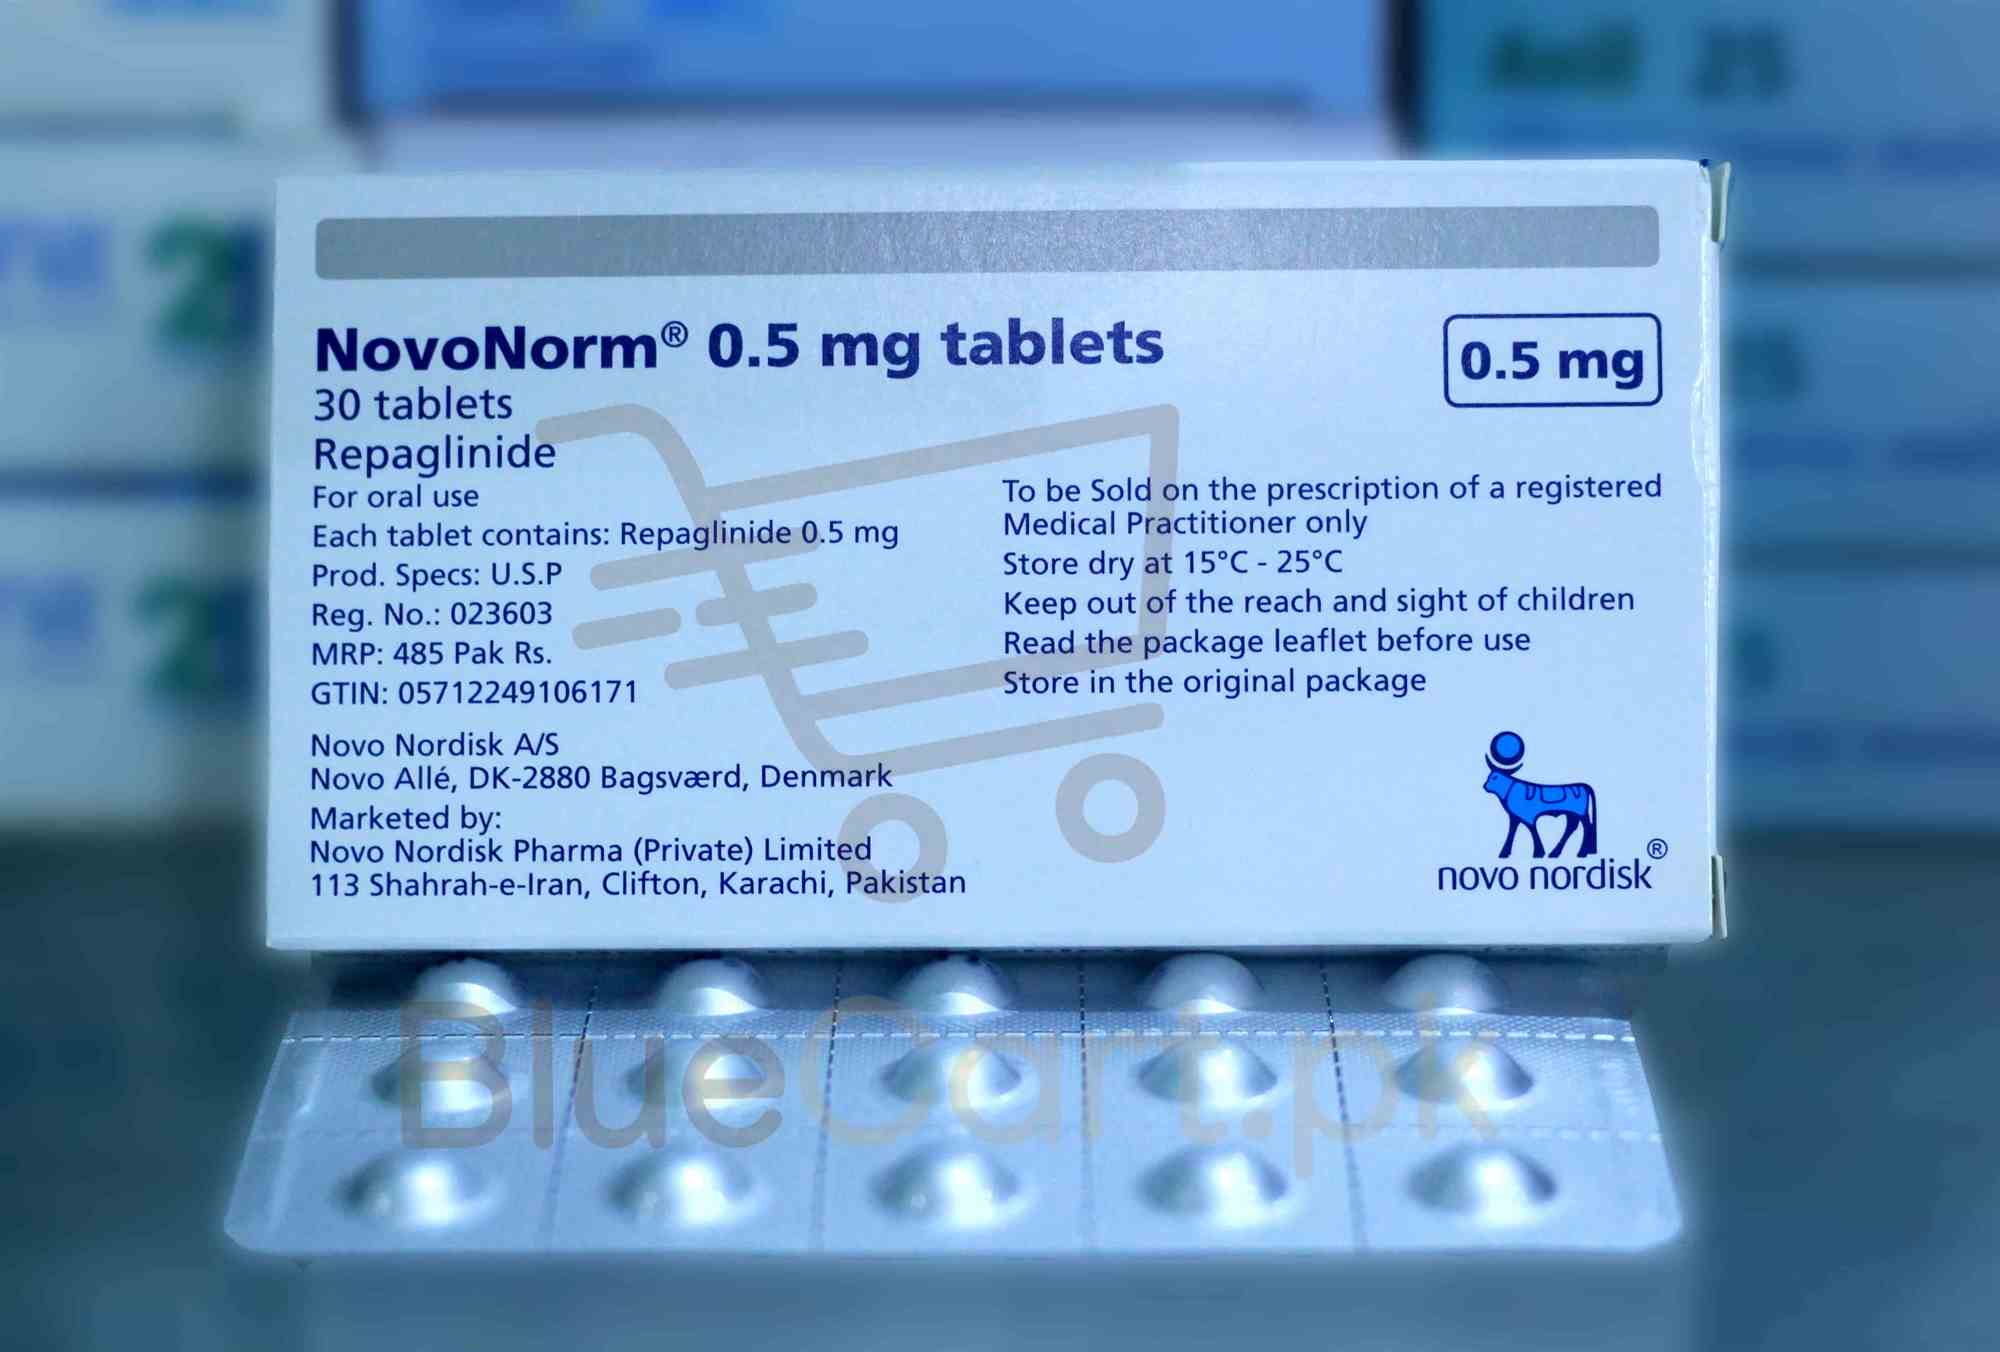 NovoNorm® 0.5 mg tablets
0.5 mg
30 tablets
Repaglinide
For oral use
Each tablet contains: Repaglinide 0.5 mg
Prod. Specs: U.S.P
Reg. No.: 023603
MRP: 485 Pak Rs.
GTIN: 05712249106171
Novo Nordisk A/S
Novo Allé, DK-2880 Bagsværd, Denmark
Marketed by:
Novo Nordisk Pharma (Private) Limited
113 Shahrah-e-Iran, Clifton, Karachi, Pakistan
To be Sold on the prescription of a registered
Medical Practitioner only
Store dry at 15°C - 25°C
Keep out of the reach and sight of children
Read the package leaflet before use
Store in the original package
novo nordisk®
BlueCart.pk